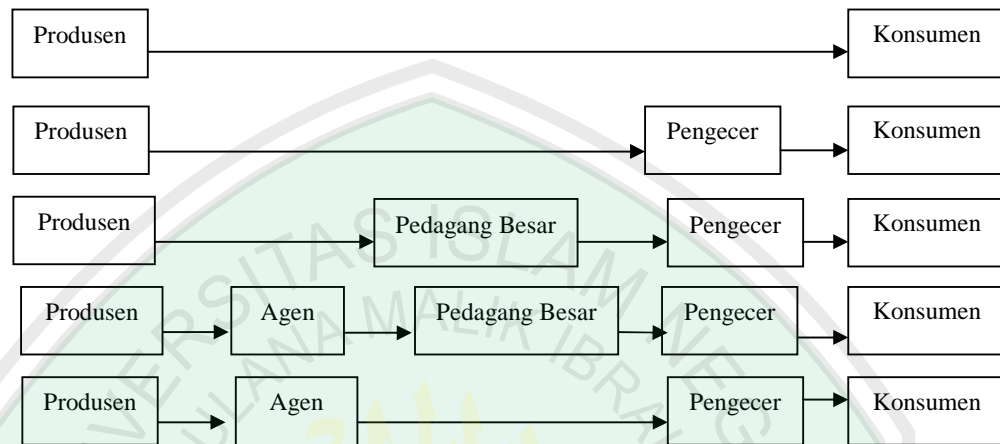 Produsen Konsumen
Produsen Pengecer Konsumen
Produsen Pedagang Besar Pengecer Konsumen
Produsen Agen Pedagang Besar Pengecer Konsumen
Produsen Agen Pengecer Konsumen